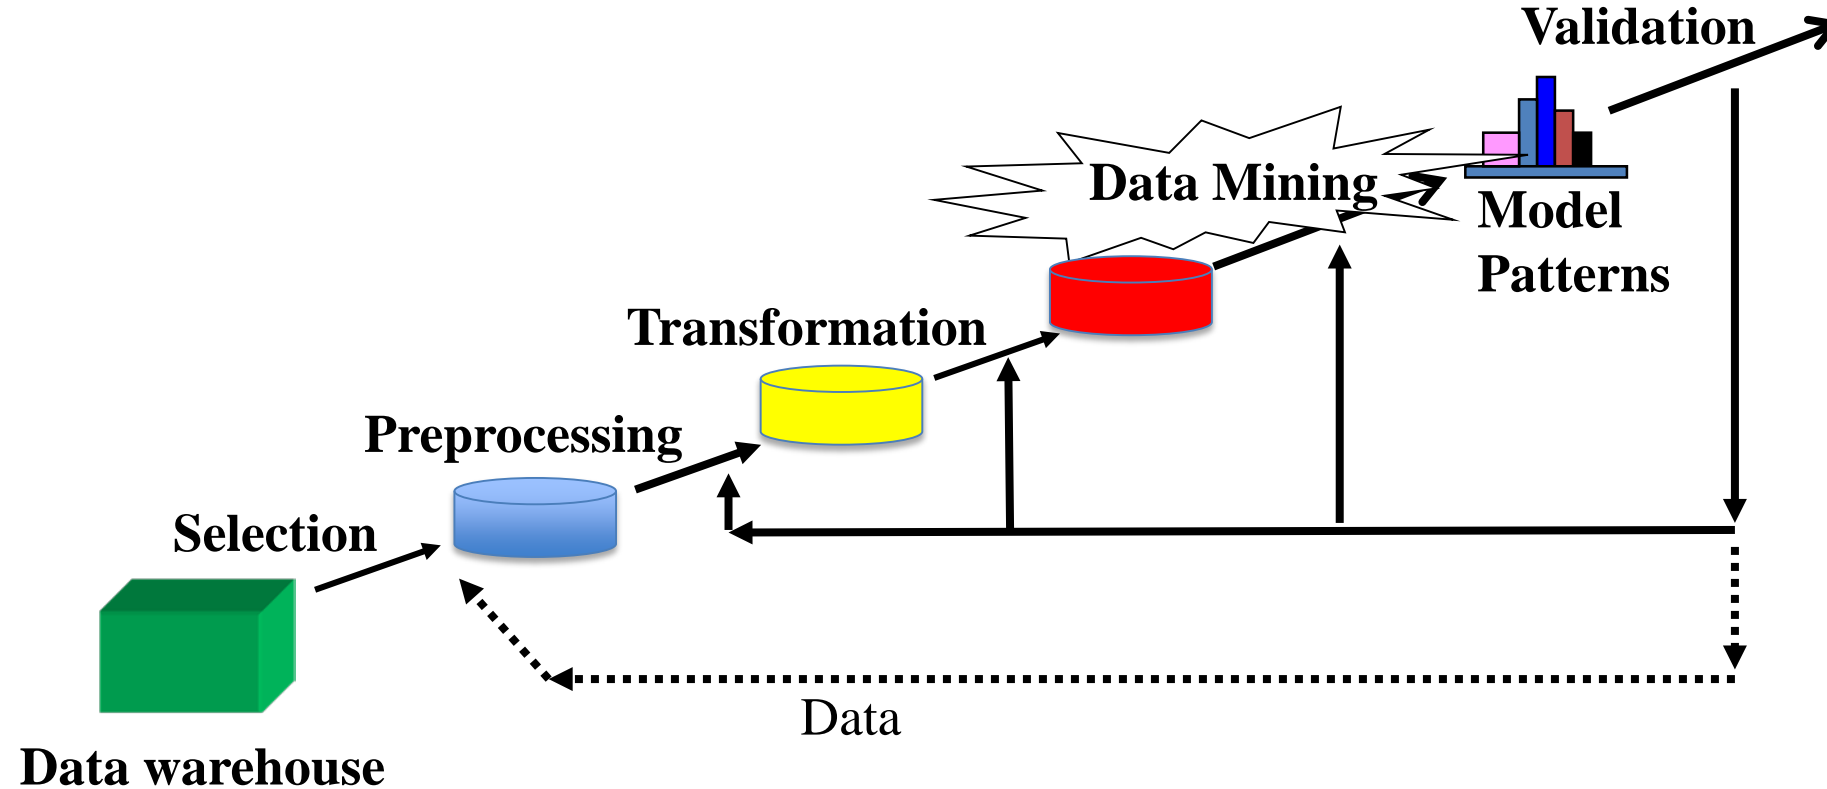 Validation
Data Mining
Model
Patterns
Transformation
Preprocessing
Selection
Data
Data warehouse